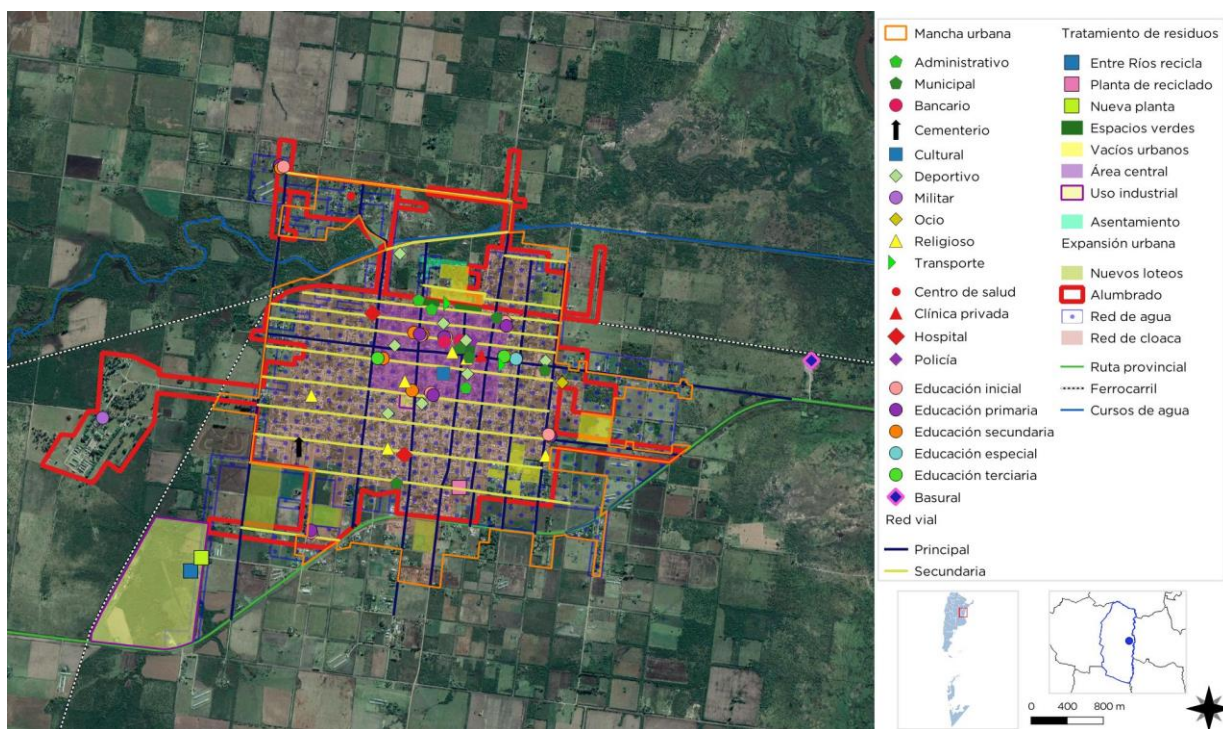 Mancha urbana
Administrativo
Municipal
Bancario
Cementerio
Cultural
Deportivo
Militar
Ocio
Religioso
Transporte
Centro de salud
Clínica privada
Hospital
Policía
Educación inicial
Educación primaria
Educación secundaria
Educación especial
Educación terciaria
Basural
Red vial
Principal
Secundaria
Tratamiento de residuos
Entre Ríos recicla
Planta de reciclado
Nueva planta
Espacios verdes
Vacíos urbanos
Área central
Uso industrial
Asentamiento
Expansión urbana
Nuevos loteos
Alumbrado
Red de agua
Red de cloaca
Ruta provincial
Ferrocarril
Cursos de agua
0 400 800 m